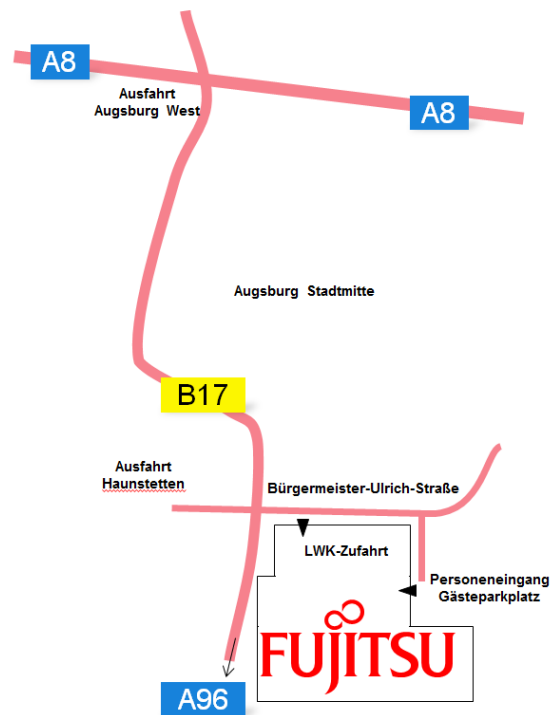 A8
Ausfahrt
Augsburg West
A8
Augsburg Stadtmitte
B17
Ausfahrt
Haunstetten
Bürgermeister-Ulrich-Straße
LWK-Zufahrt
Personeneingang
Gästeparkplatz
FUJITSU
A96